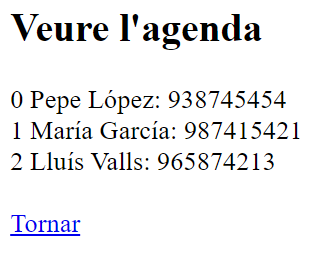 Veure l'agenda
0 Pepe López: 938745454
1 María García: 987415421
2 Lluís Valls: 965874213
Tornar